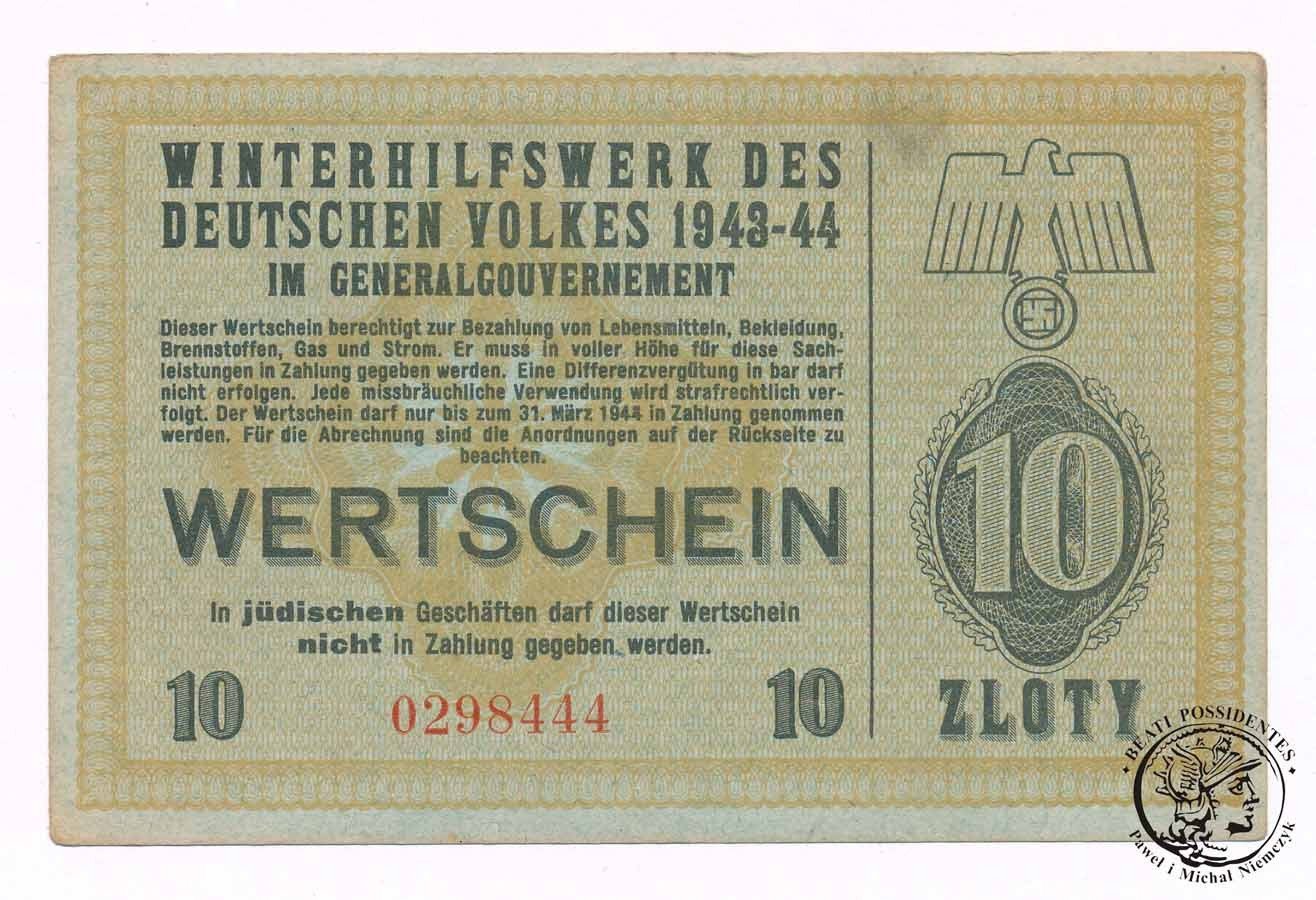 WINTERHILFSWERK DES
DEUTSCHEN VOLKES 1943-44
IM GENERALGOUVERNEMENT
Dieser Wertschein berechtigt zur Bezahlung von Lebensmitteln, Bekleidung,
Brennstoffen, Gas und Strom. Er muss in voller Höhe für diese Sach-
leistungen in Zahlung gegeben werden. Eine Differenzvergütung in bar darf
nicht erfolgen. Jede missbräuchliche Verwendung wird strafrechtlich ver-
folgt. Der Wertschein darf nur bis zum 31. März 1944 in Zahlung genommen
werden. Für die Abrechnung sind die Anordnungen auf der Rückseite zu
beachten.
WERTSCHEIN
In jüdischen Geschäften darf dieser Wertschein
nicht in Zahlung gegeben werden.
10 0298444 10
10
ZLOTY
BEATI POSSIDENTES
Paweł i Michał Niemczyk